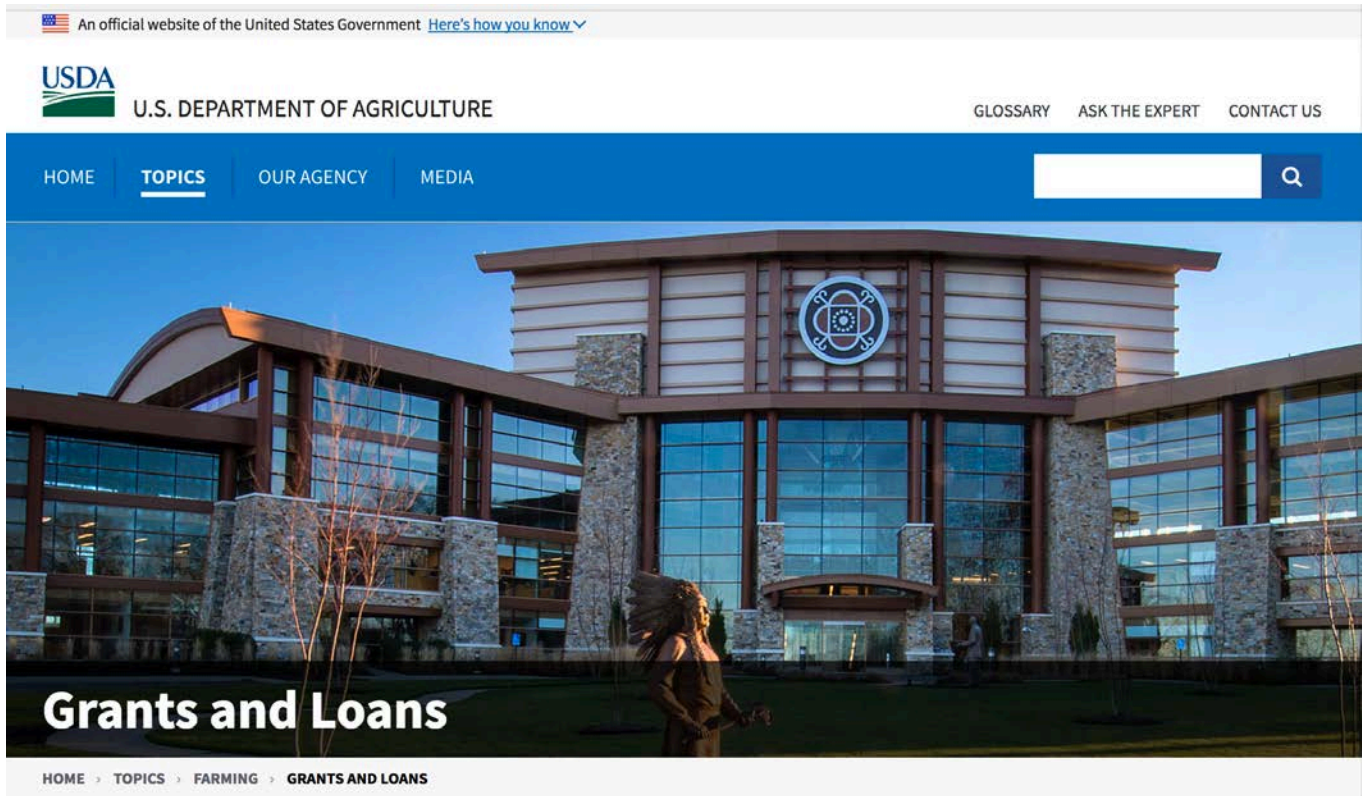 An official website of the United States Government Here's how you know
USDA
U.S. DEPARTMENT OF AGRICULTURE
GLOSSARY ASK THE EXPERT CONTACT US
HOME TOPICS OUR AGENCY MEDIA
Grants and Loans
HOME › TOPICS › FARMING › GRANTS AND LOANS